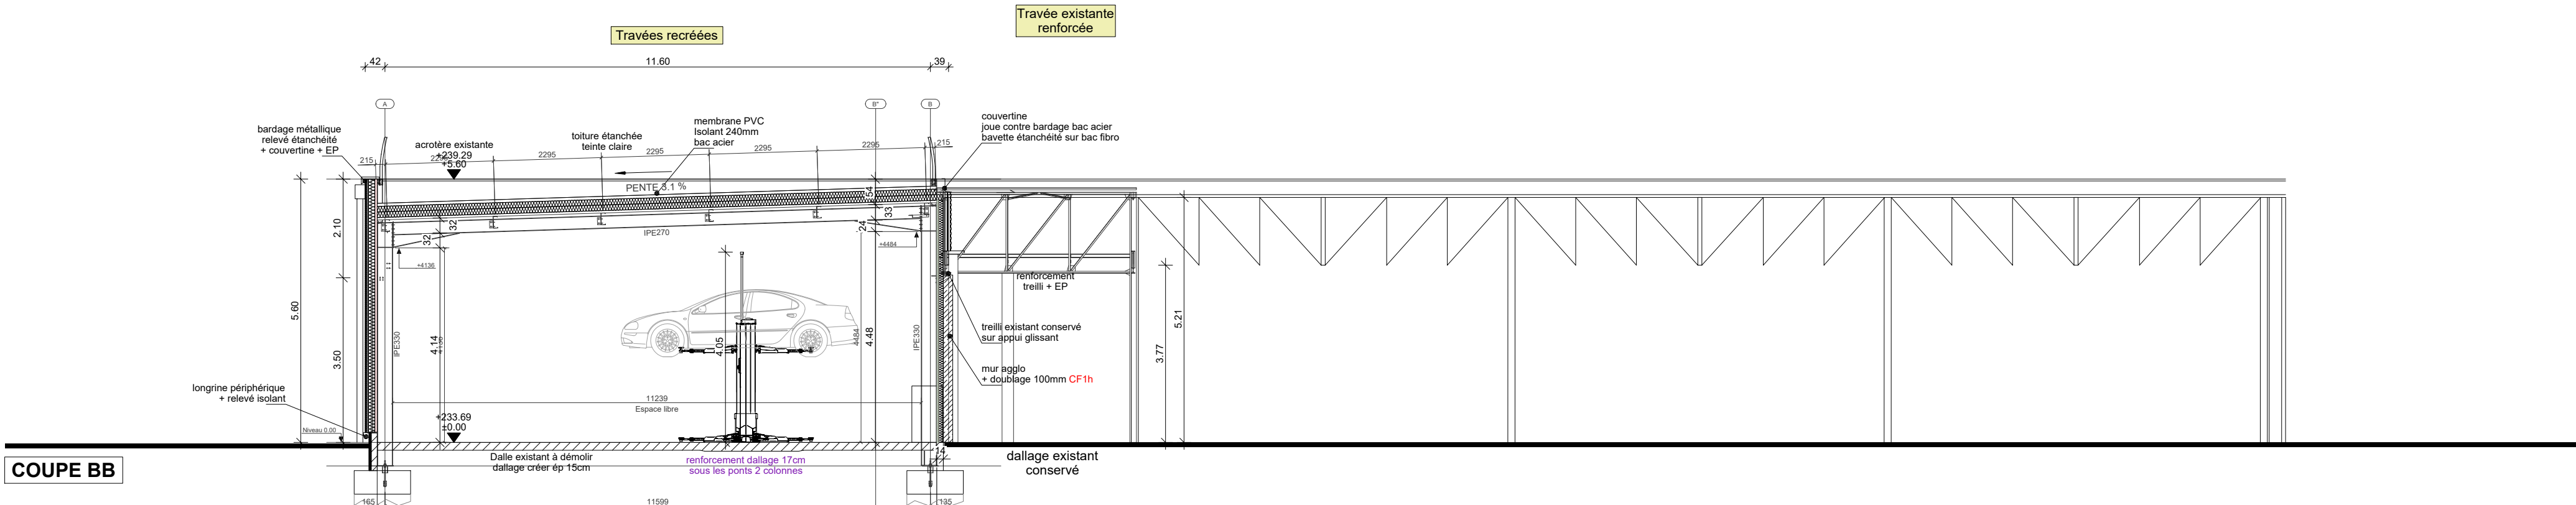 Travée existante
renforcée
Travées recréées
42
11.60
39
A
B"
B
couvertine
joue contre bardage bac acier
bavette étanchéité sur bac fibro
membrane PVC
Isolant 240mm
bac acier
bardage métallique
relevé étanchéité
+ couvertine + EP
toiture étanchée
teinte claire
acrotère existante
+239.29
+5.60
215
2295
2295
2295
2295
2295
215
PENTE 3.1 %
54
33
24
32
32
IPE270
+4484
+4136
2.10
5.60
3.50
renforcement
treilli + EP
treilli existant conservé
sur appui glissant
mur agglo
+ doublage 100mm CF1h
5.21
3.77
IPE330
4.14
4136
4.05
4484
4.48
IPE330
longrine périphérique
+ relevé isolant
11239
Espace libre
+233.69
±0.00
Niveau 0.00
14
Dalle existant à démolir
dallage créer ép 15cm
renforcement dallage 17cm
sous les ponts 2 colonnes
dallage existant
conservé
COUPE BB
165
11599
135